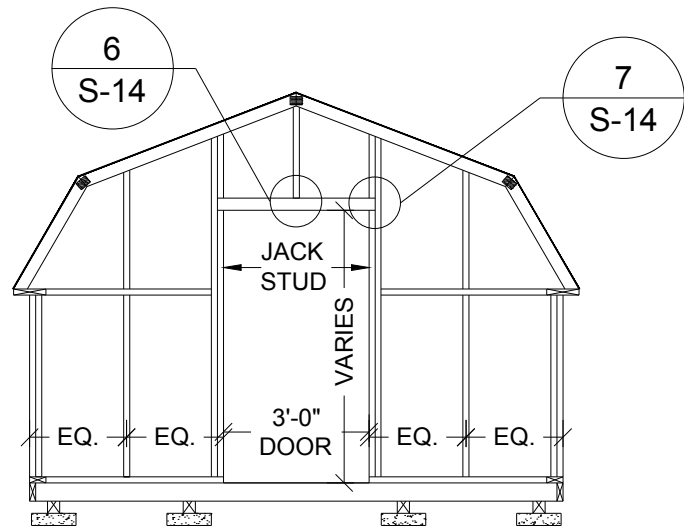 6
S-14
7
S-14
JACK
STUD
VARIES
EQ.
EQ.
3'-0"
DOOR
EQ.
EQ.